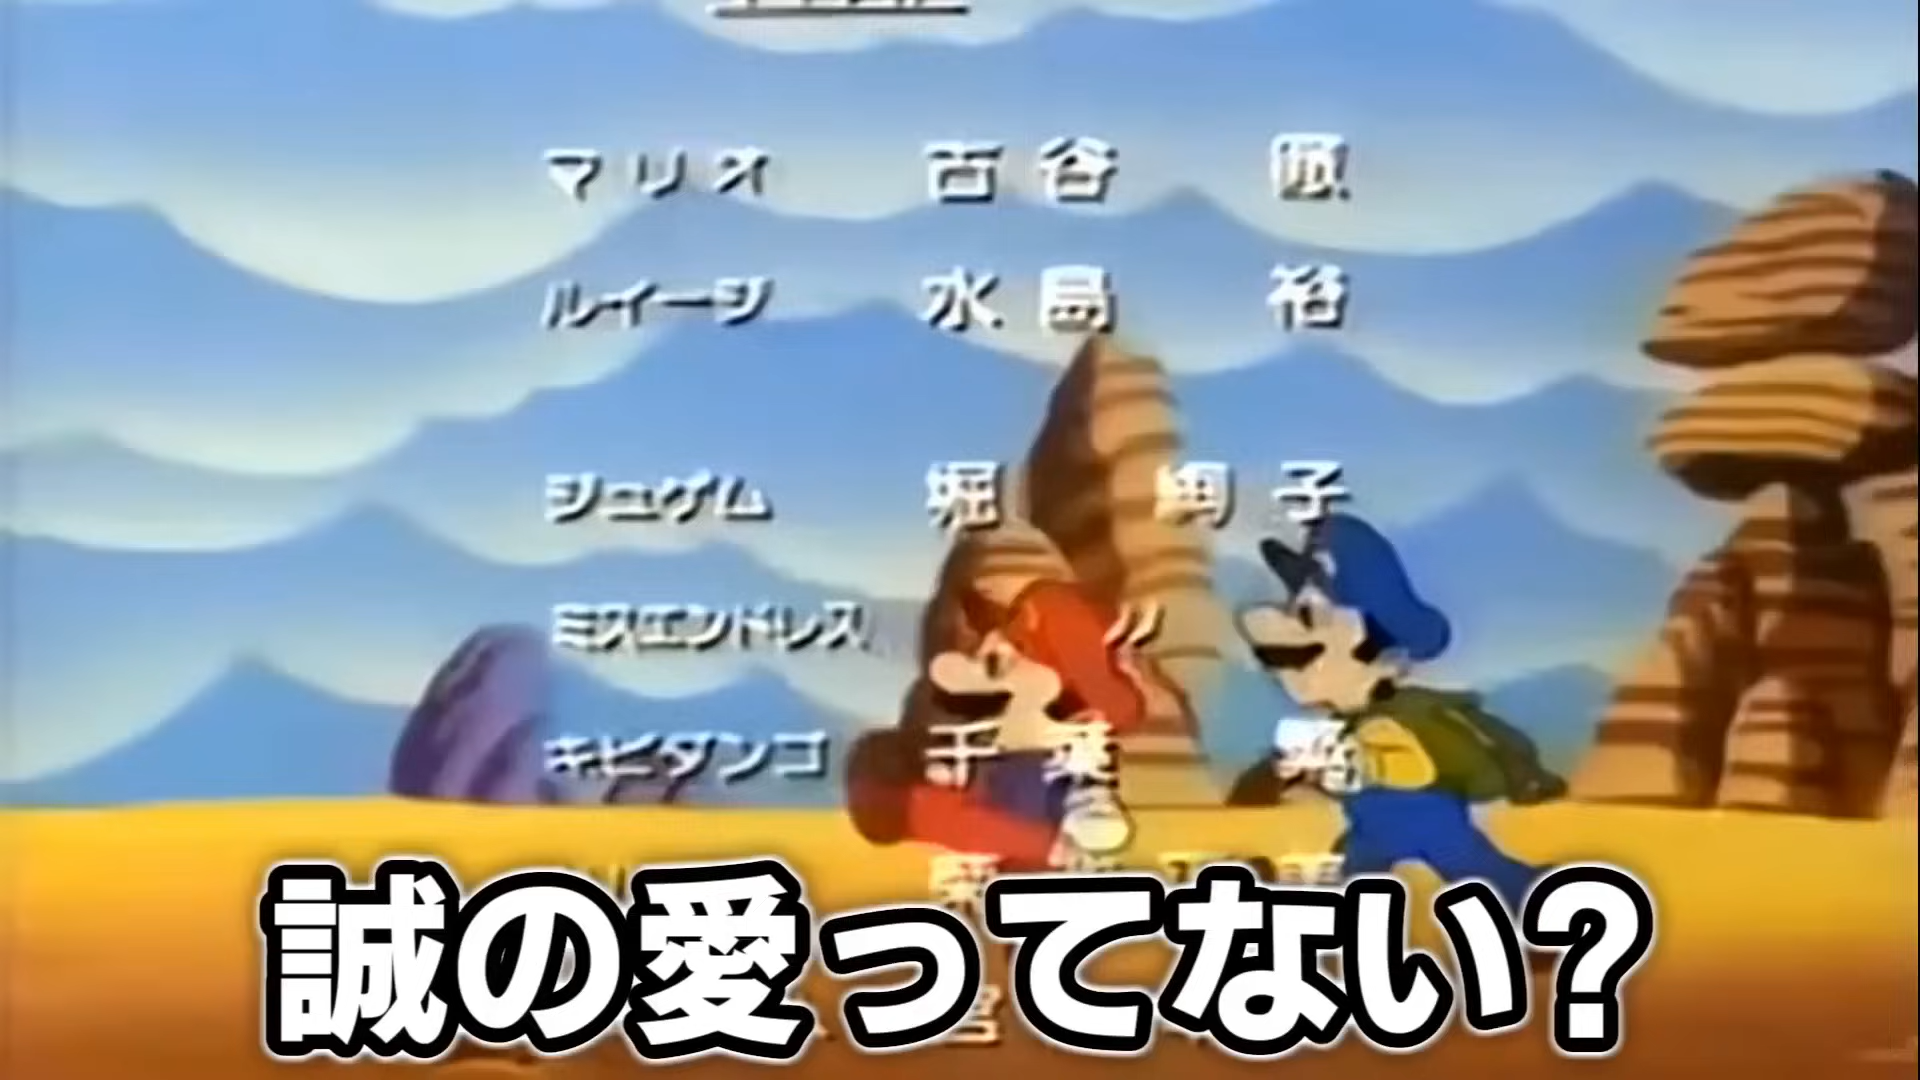 マリオ 古谷 徹
ルイージ 水島 裕
ジュゲム 堀 絢子
ミスエンドレス 〃
キビダンゴ 千葉 繁
誠の愛ってない?